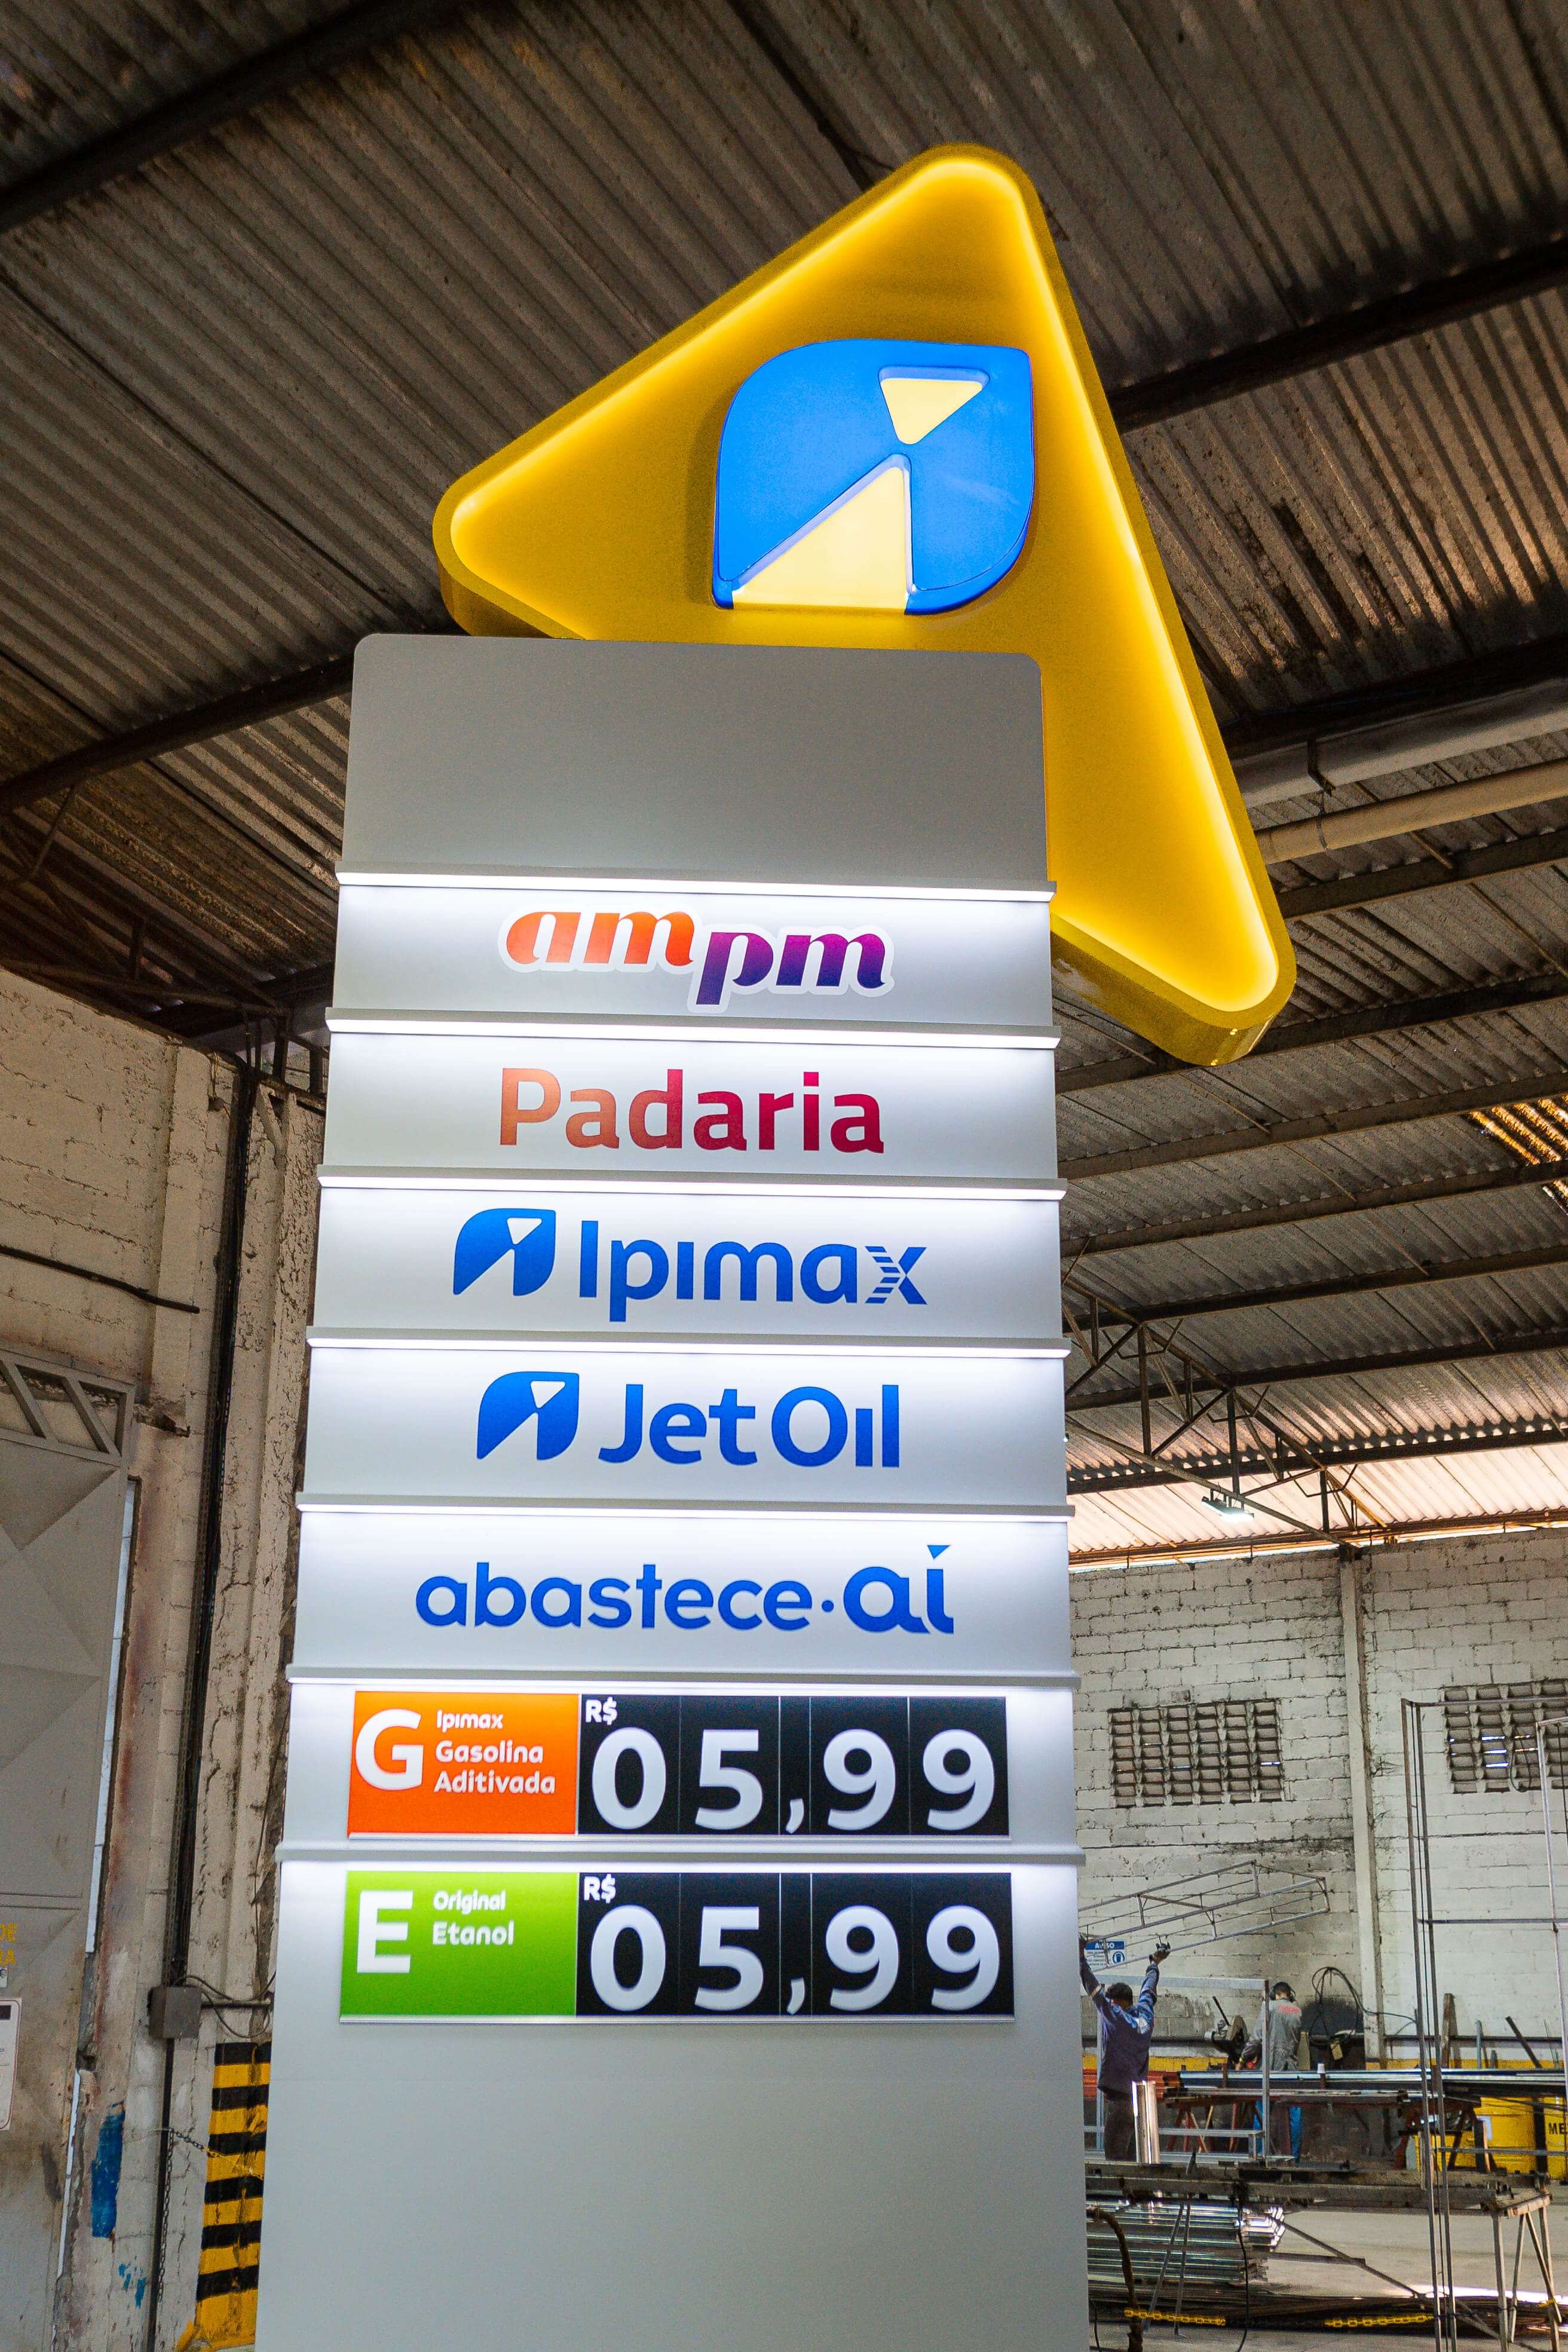 ampm
Padaria
Ipimax
Jet Oil
abastece·aí
G Ipimax
Gasolina
Aditivada
R$ 05,99
E Original
Etanol
R$ 05,99